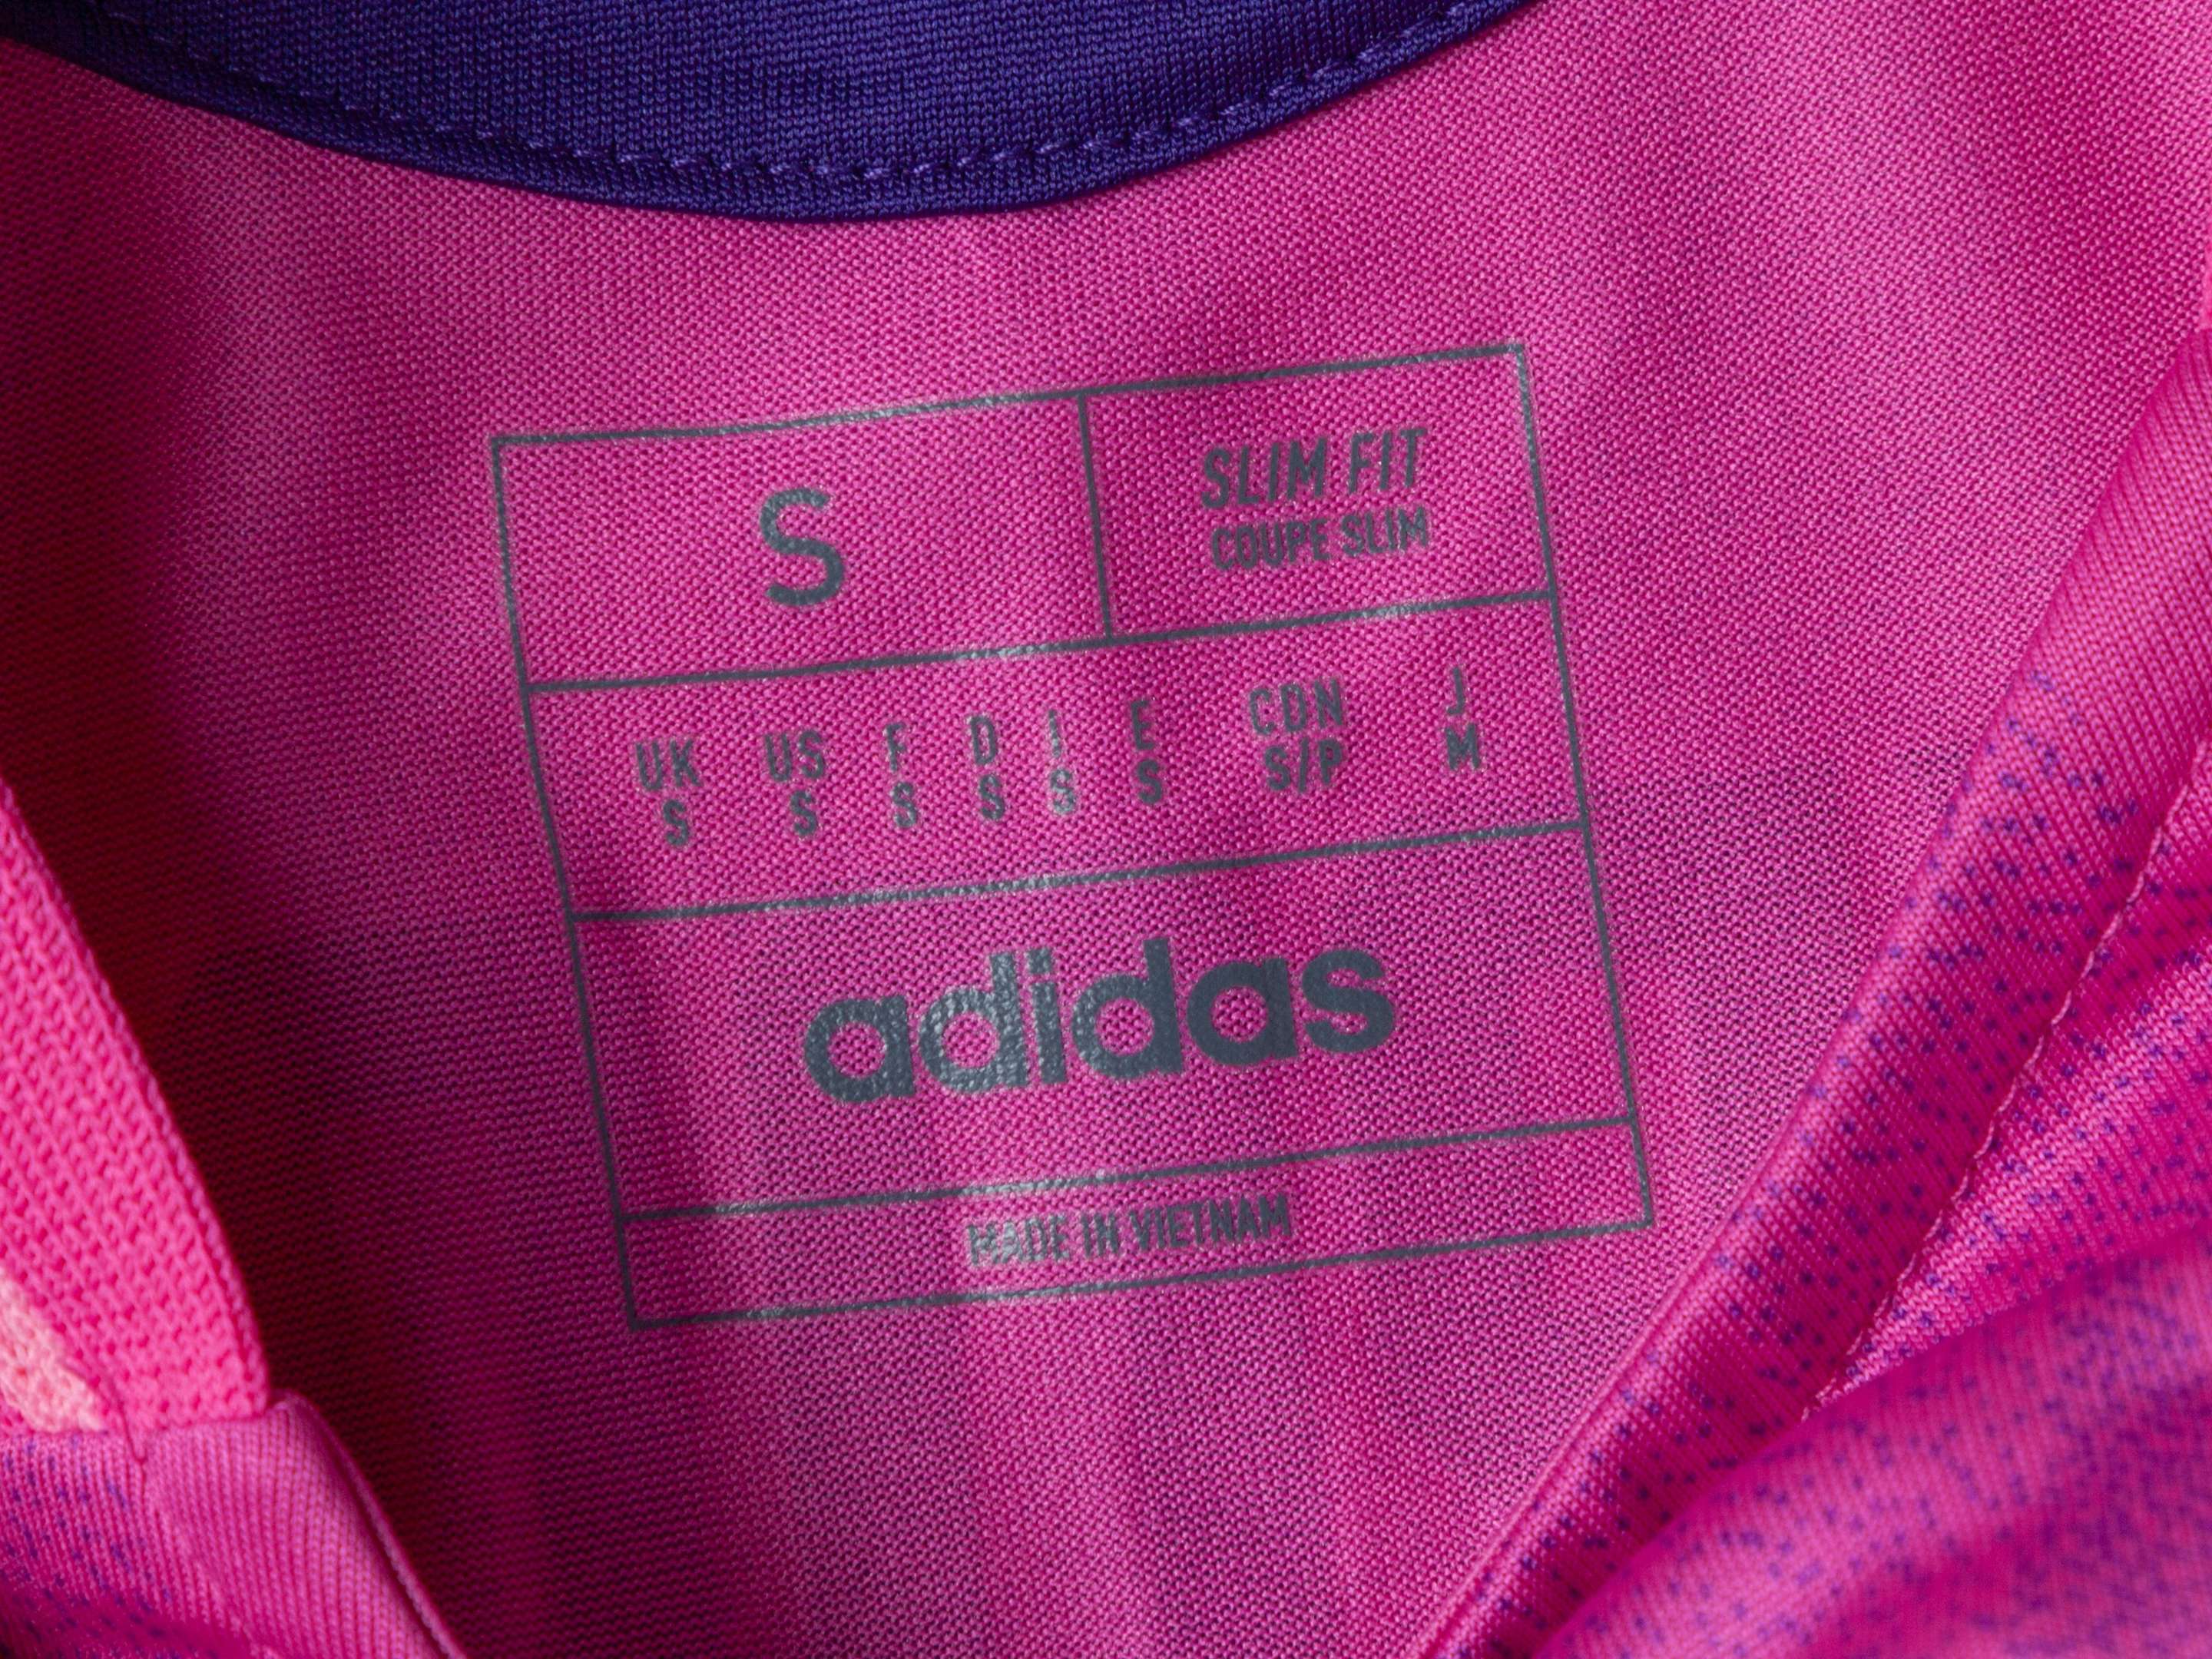 S
SLIM FIT
COUPE SLIM
UK US F D I E CDN J
S S S S S S S/P M
adidas
MADE IN VIETNAM